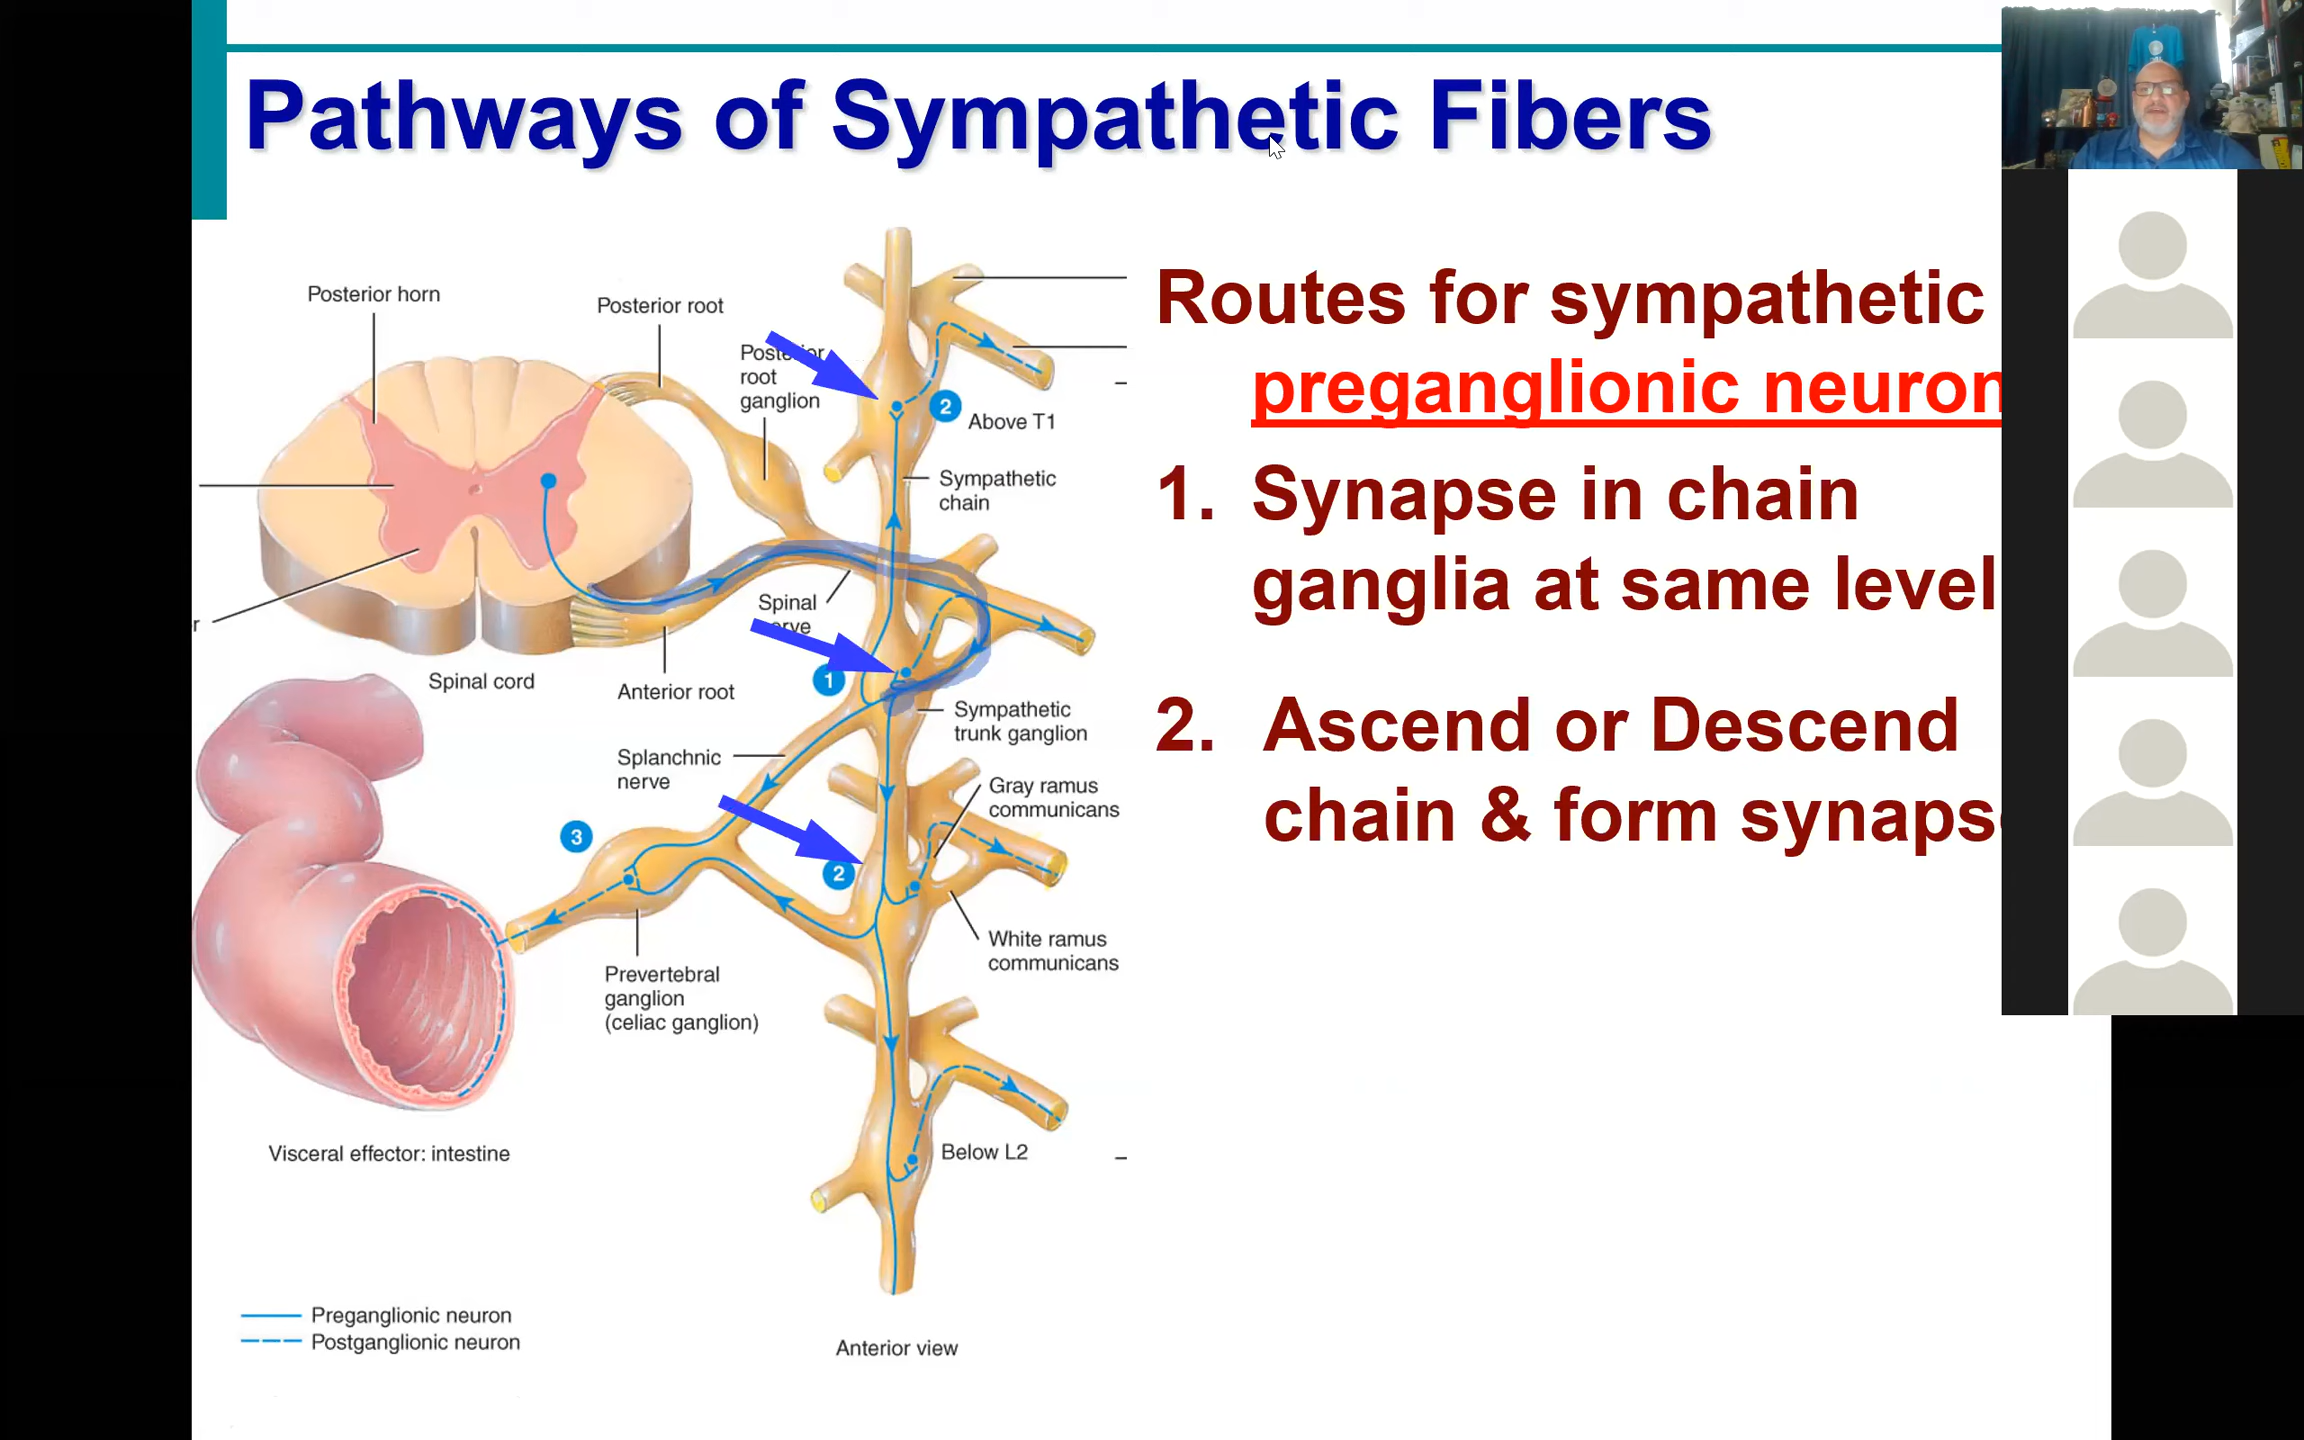 Pathways of Sympathetic Fibers
Posterior horn
Posterior root
Posterior
root
ganglion
2
Above T1
Sympathetic
chain
Spinal
nerve
r
1
Spinal cord
Anterior root
Sympathetic
trunk ganglion
Splanchnic
nerve
Gray ramus
communicans
3
2
White ramus
communicans
Prevertebral
ganglion
(celiac ganglion)
Visceral effector: intestine
Below L2
Preganglionic neuron
Postganglionic neuron
Anterior view
Routes for sympathetic
preganglionic neuron
1. Synapse in chain
ganglia at same level
2. Ascend or Descend
chain & form synaps